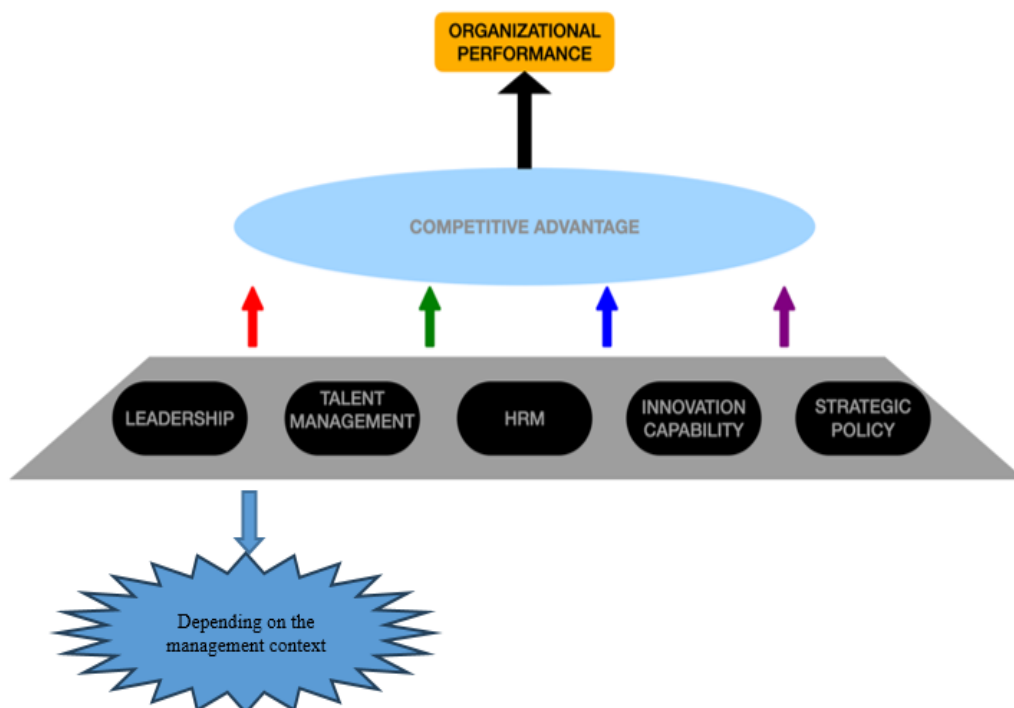 ORGANIZATIONAL
PERFORMANCE
COMPETITIVE ADVANTAGE
LEADERSHIP
TALENT
MANAGEMENT
HRM
INNOVATION
CAPABILITY
STRATEGIC
POLICY
Depending on the
management context